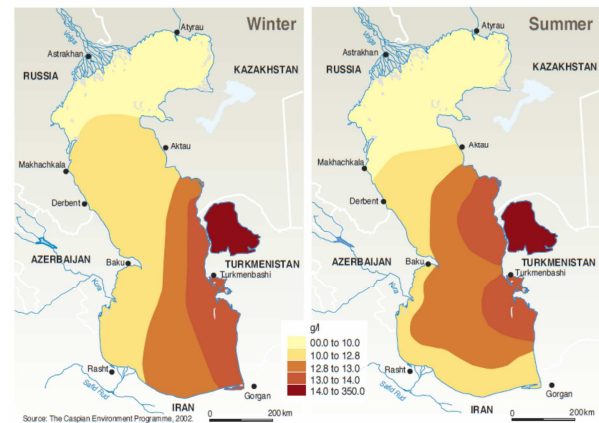 Winter
Atyrau
Volga
Astrakhan
RUSSIA
KAZAKHSTAN
Aktau
Makhachkala
Derbent
AZERBAIJAN
Baku
TURKMENISTAN
Turkmenbashi
Kura
Rasht
Safid Rud
Gorgan
IRAN
0 200 km
Source: The Caspian Environment Programme, 2002.
Summer
Atyrau
Astrakhan
RUSSIA
KAZAKHSTAN
Aktau
Makhachkala
Derbent
AZERBAIJAN
Baku
TURKMENISTAN
Turkmenbashi
Kura
Rasht
Safid Rud
Gorgan
IRAN
0 200 km
g/l
00.0 to 10.0
10.0 to 12.8
12.8 to 13.0
13.0 to 14.0
14.0 to 350.0